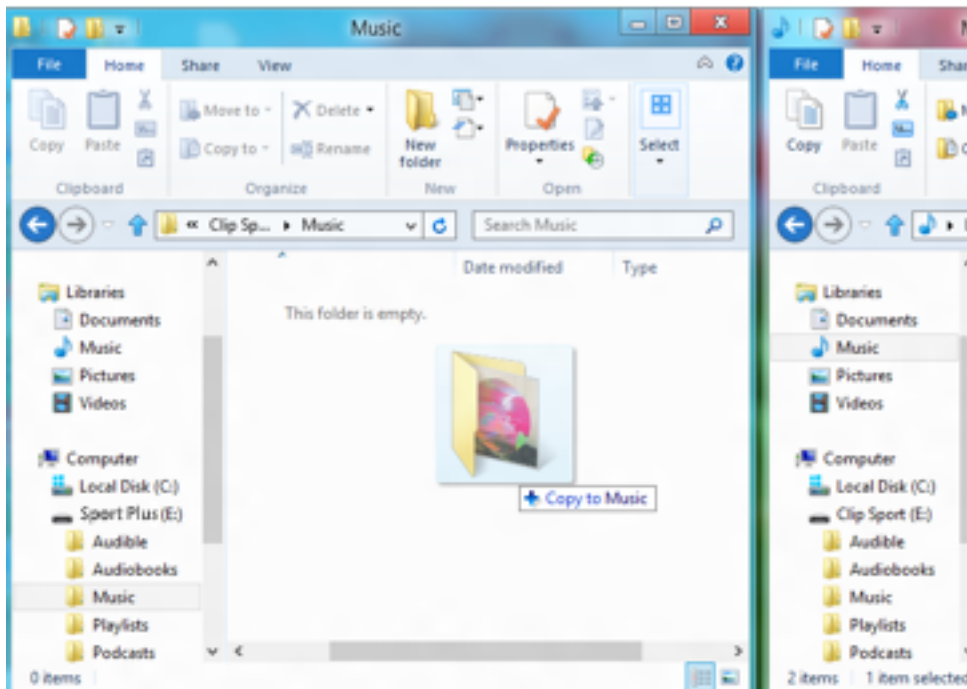 Music
File Home Share View
Copy Paste Move to Copy to Delete Rename New folder Properties Select
Clipboard Organize New Open
« Clip Sp... Music Search Music
Date modified Type
This folder is empty.
Libraries
Documents
Music
Pictures
Videos
Computer
Local Disk (C:)
Sport Plus (E:)
Audible
Audiobooks
Music
Playlists
Podcasts
Copy to Music
0 items
File Home
Copy Paste
Clipboard
Libraries
Documents
Music
Pictures
Videos
Computer
Local Disk (C:)
Clip Sport (E:)
Audible
Audiobooks
Music
Playlists
Podcasts
2 items 1 item selected